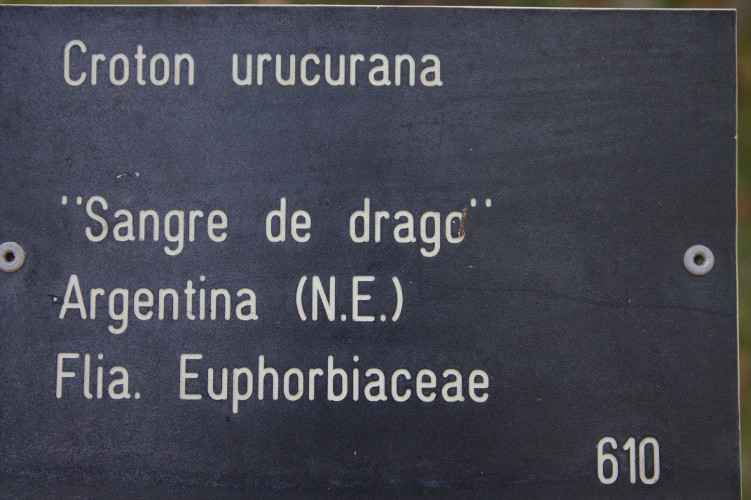 Croton urucurana
"Sangre de drago"
Argentina (N.E.)
Flia. Euphorbiaceae
610